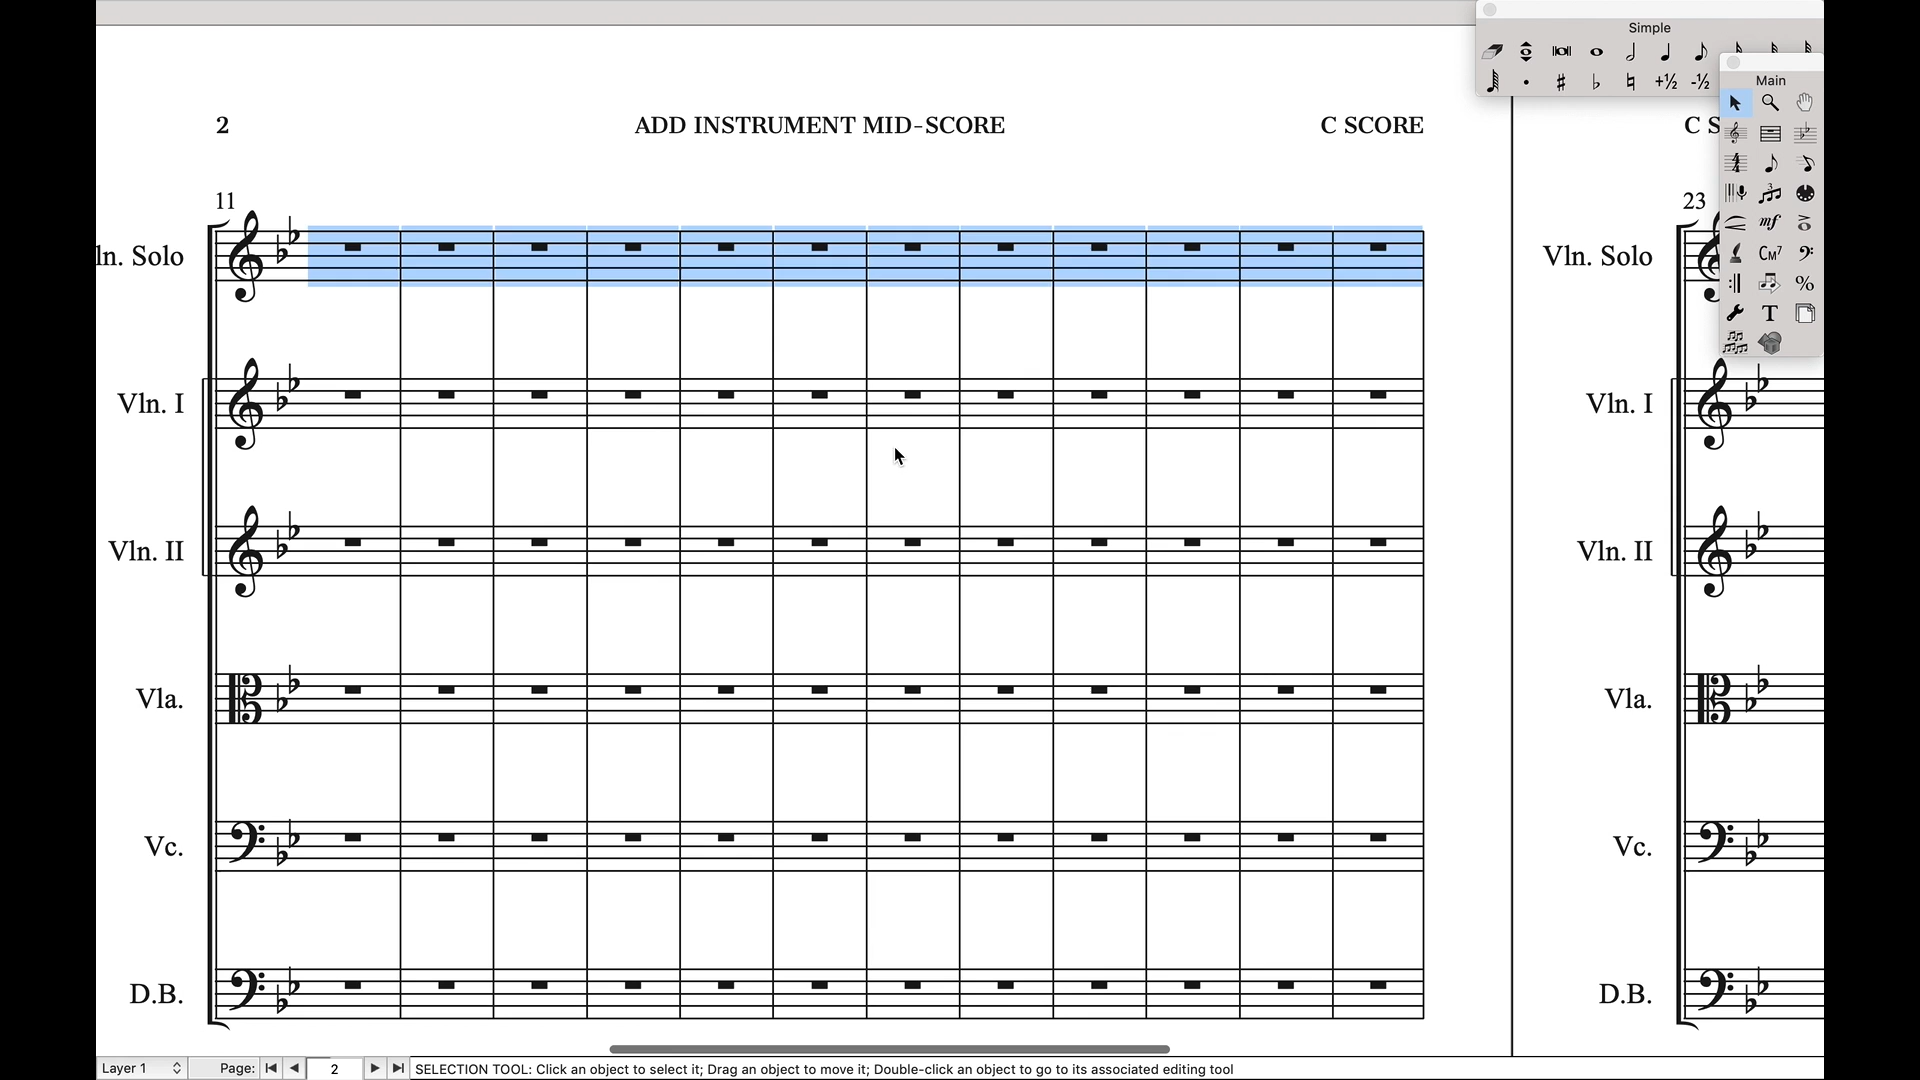 Simple
+½ -½
Main
2 ADD INSTRUMENT MID-SCORE C SCORE
C S
mf
CM7
%
T
11
23
ln. Solo
Vln. Solo
Vln. I
Vln. I
Vln. II
Vln. II
Vla.
Vla.
Vc.
Vc.
D.B.
D.B.
Layer 1 Page: 2 SELECTION TOOL: Click an object to select it; Drag an object to move it; Double-click an object to go to its associated editing tool